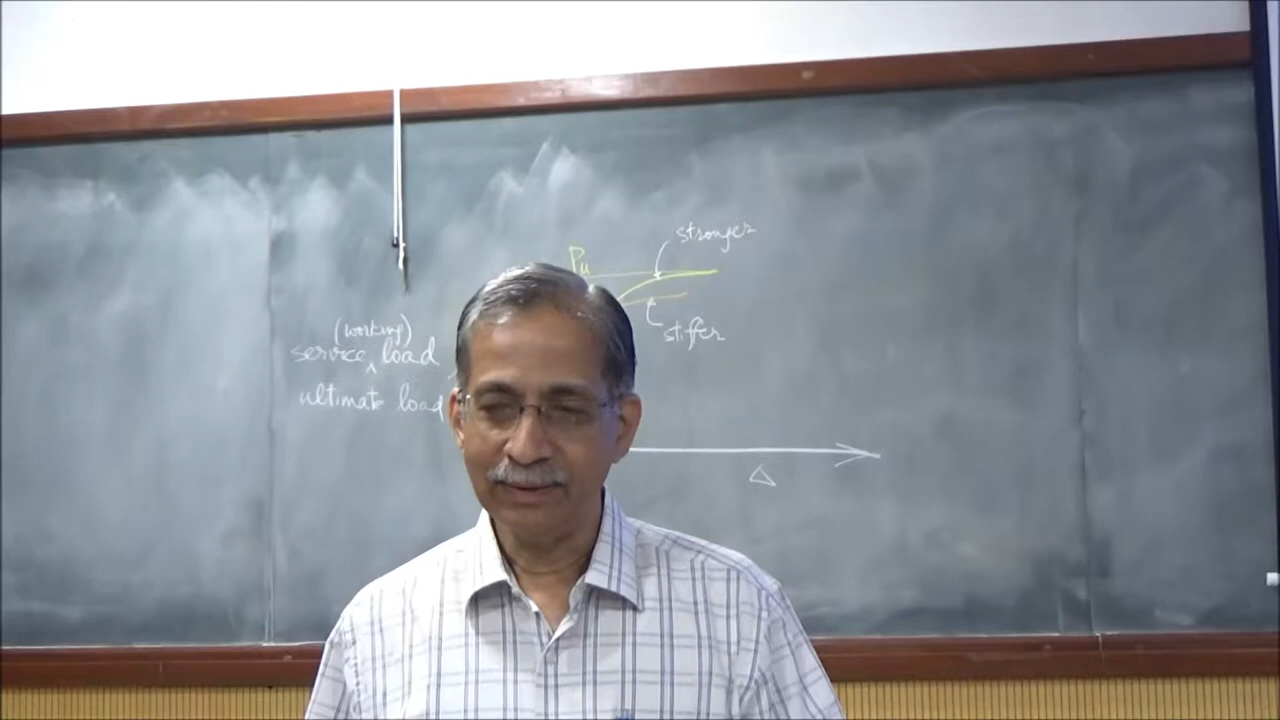 Pu
stronger
stiffer
(working)
service ^ load
ultimate load
Δ